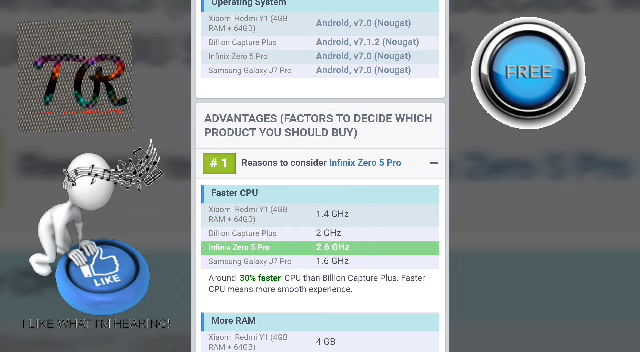 Operating System
Xiaomi Redmi Y1 (4GB RAM + 64GB) Android, v7.0 (Nougat)
Billion Capture Plus Android, v7.1.2 (Nougat)
Infinix Zero 5 Pro Android, v7.0 (Nougat)
Samsung Galaxy J7 Pro Android, v7.0 (Nougat)
ADVANTAGES (FACTORS TO DECIDE WHICH
PRODUCT YOU SHOULD BUY)
# 1 Reasons to consider Infinix Zero 5 Pro
Faster CPU
Xiaomi Redmi Y1 (4GB RAM + 64GB) 1.4 GHz
Billion Capture Plus 2 GHz
Infinix Zero 5 Pro 2.6 GHz
Samsung Galaxy J7 Pro 1.6 GHz
Around 30% faster CPU than Billion Capture Plus. Faster
CPU means more smooth experience.
More RAM
Xiaomi Redmi Y1 (4GB RAM + 64GB) 4 GB
TR
LIKE
I LIKE WHAT I'M HEARING!
FREE